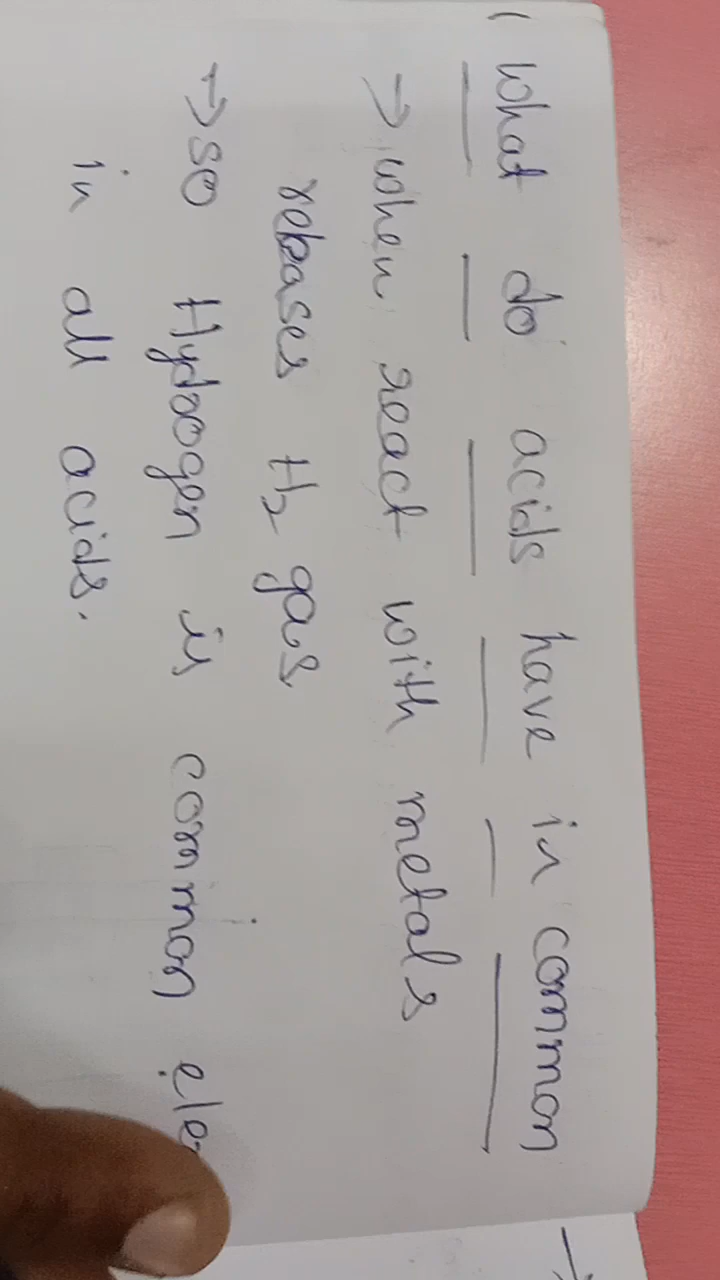 What do acids have in common
→ when react with metals
releases H₂ gas
→ so Hydrogen is common ele
in all acids.